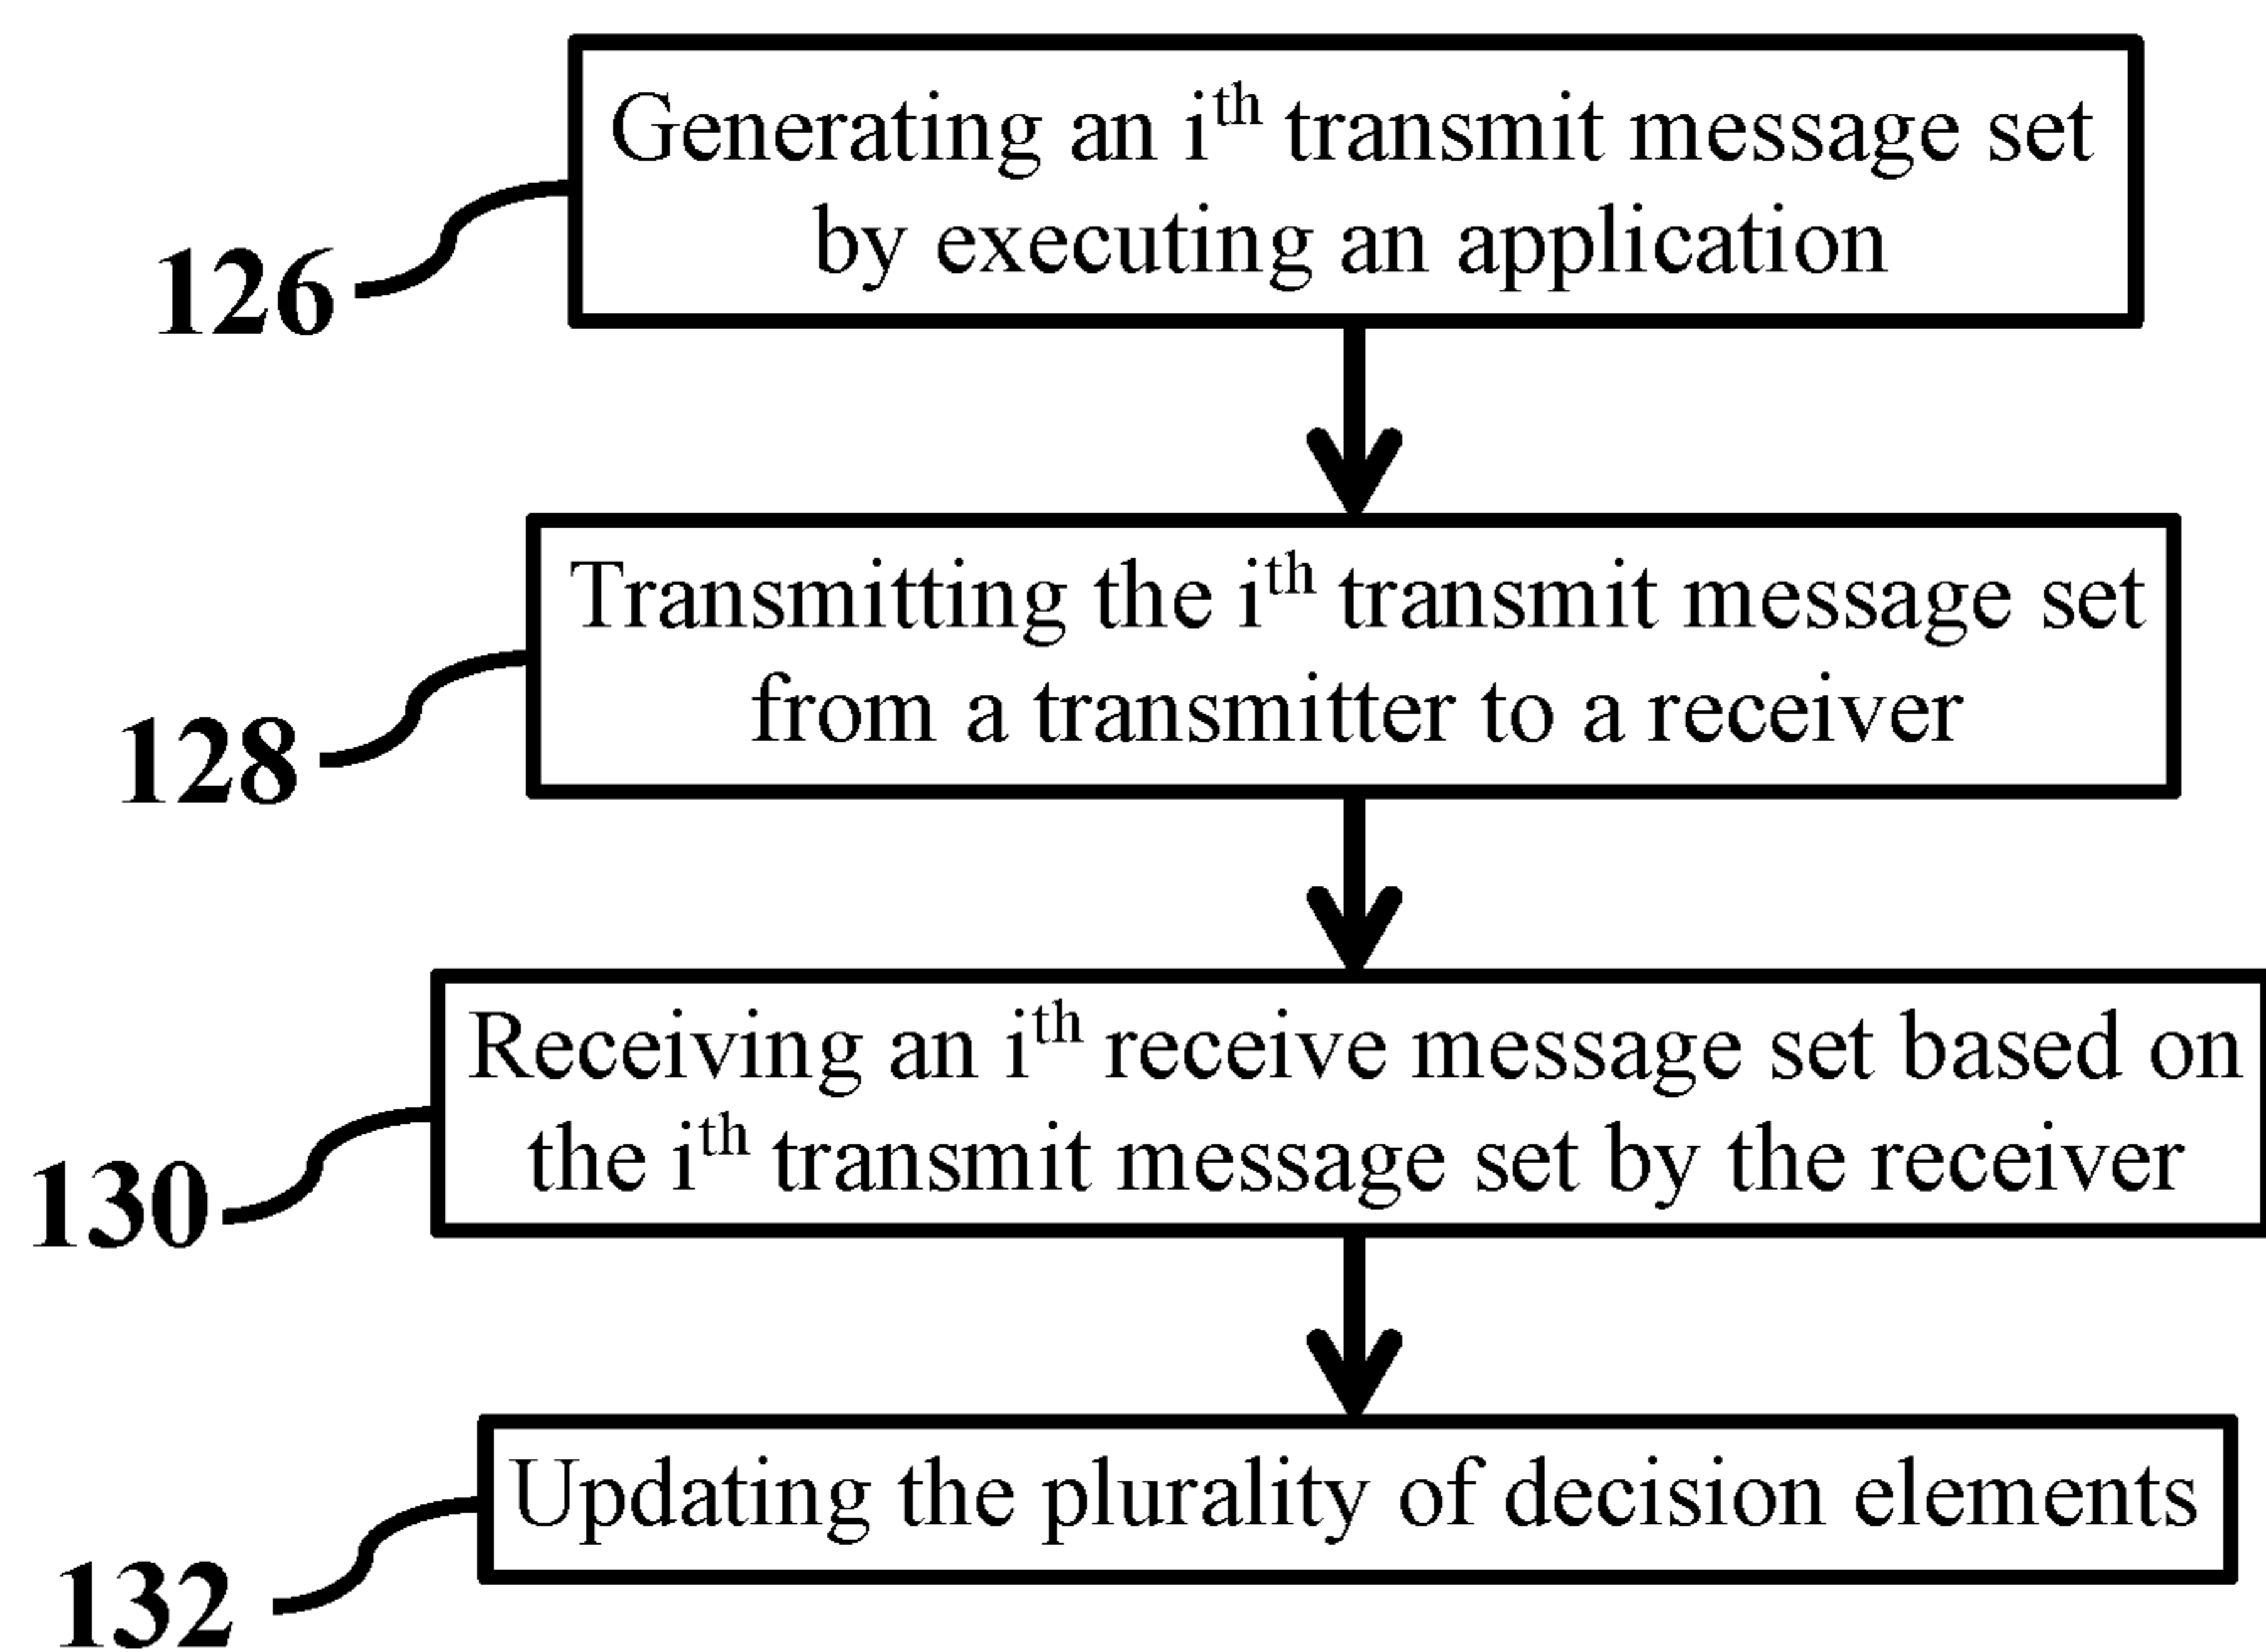 Generating an iᵗʰ transmit message set
by executing an application
126
Transmitting the iᵗʰ transmit message set
from a transmitter to a receiver
128
Receiving an iᵗʰ receive message set based on
the iᵗʰ transmit message set by the receiver
130
Updating the plurality of decision elements
132